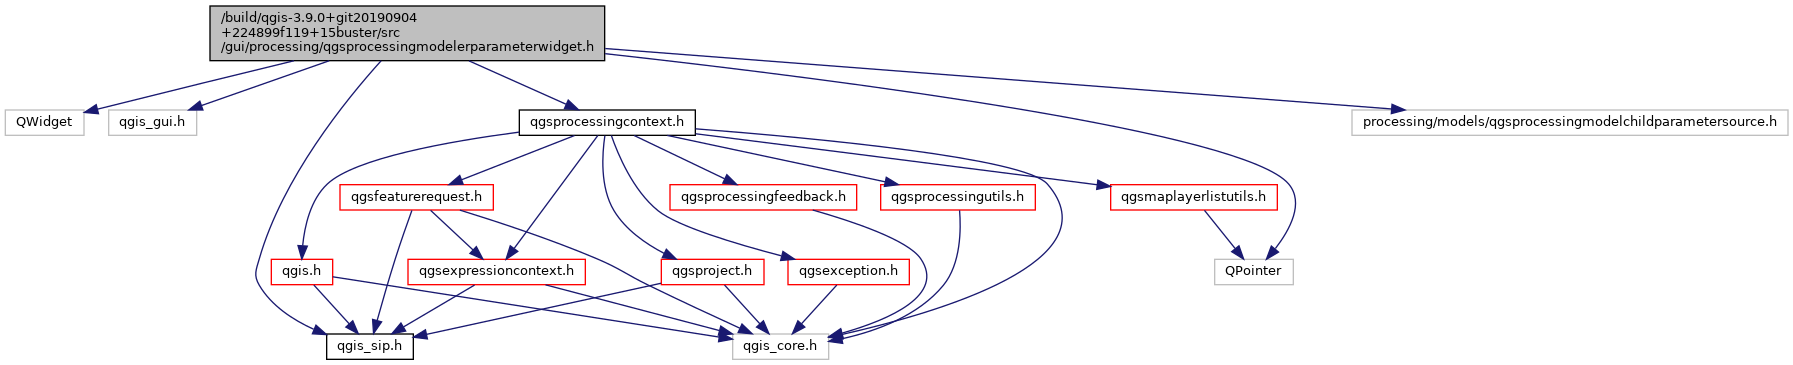 /build/qgis-3.9.0+git20190904
+224899f119+15buster/src
/gui/processing/qgsprocessingmodelerparameterwidget.h
QWidget
qgis_gui.h
qgsprocessingcontext.h
processing/models/qgsprocessingmodelchildparametersource.h
qgsfeaturerequest.h
qgsprocessingfeedback.h
qgsprocessingutils.h
qgsmaplayerlistutils.h
qgis.h
qgsexpressioncontext.h
qgsproject.h
qgsexception.h
QPointer
qgis_sip.h
qgis_core.h